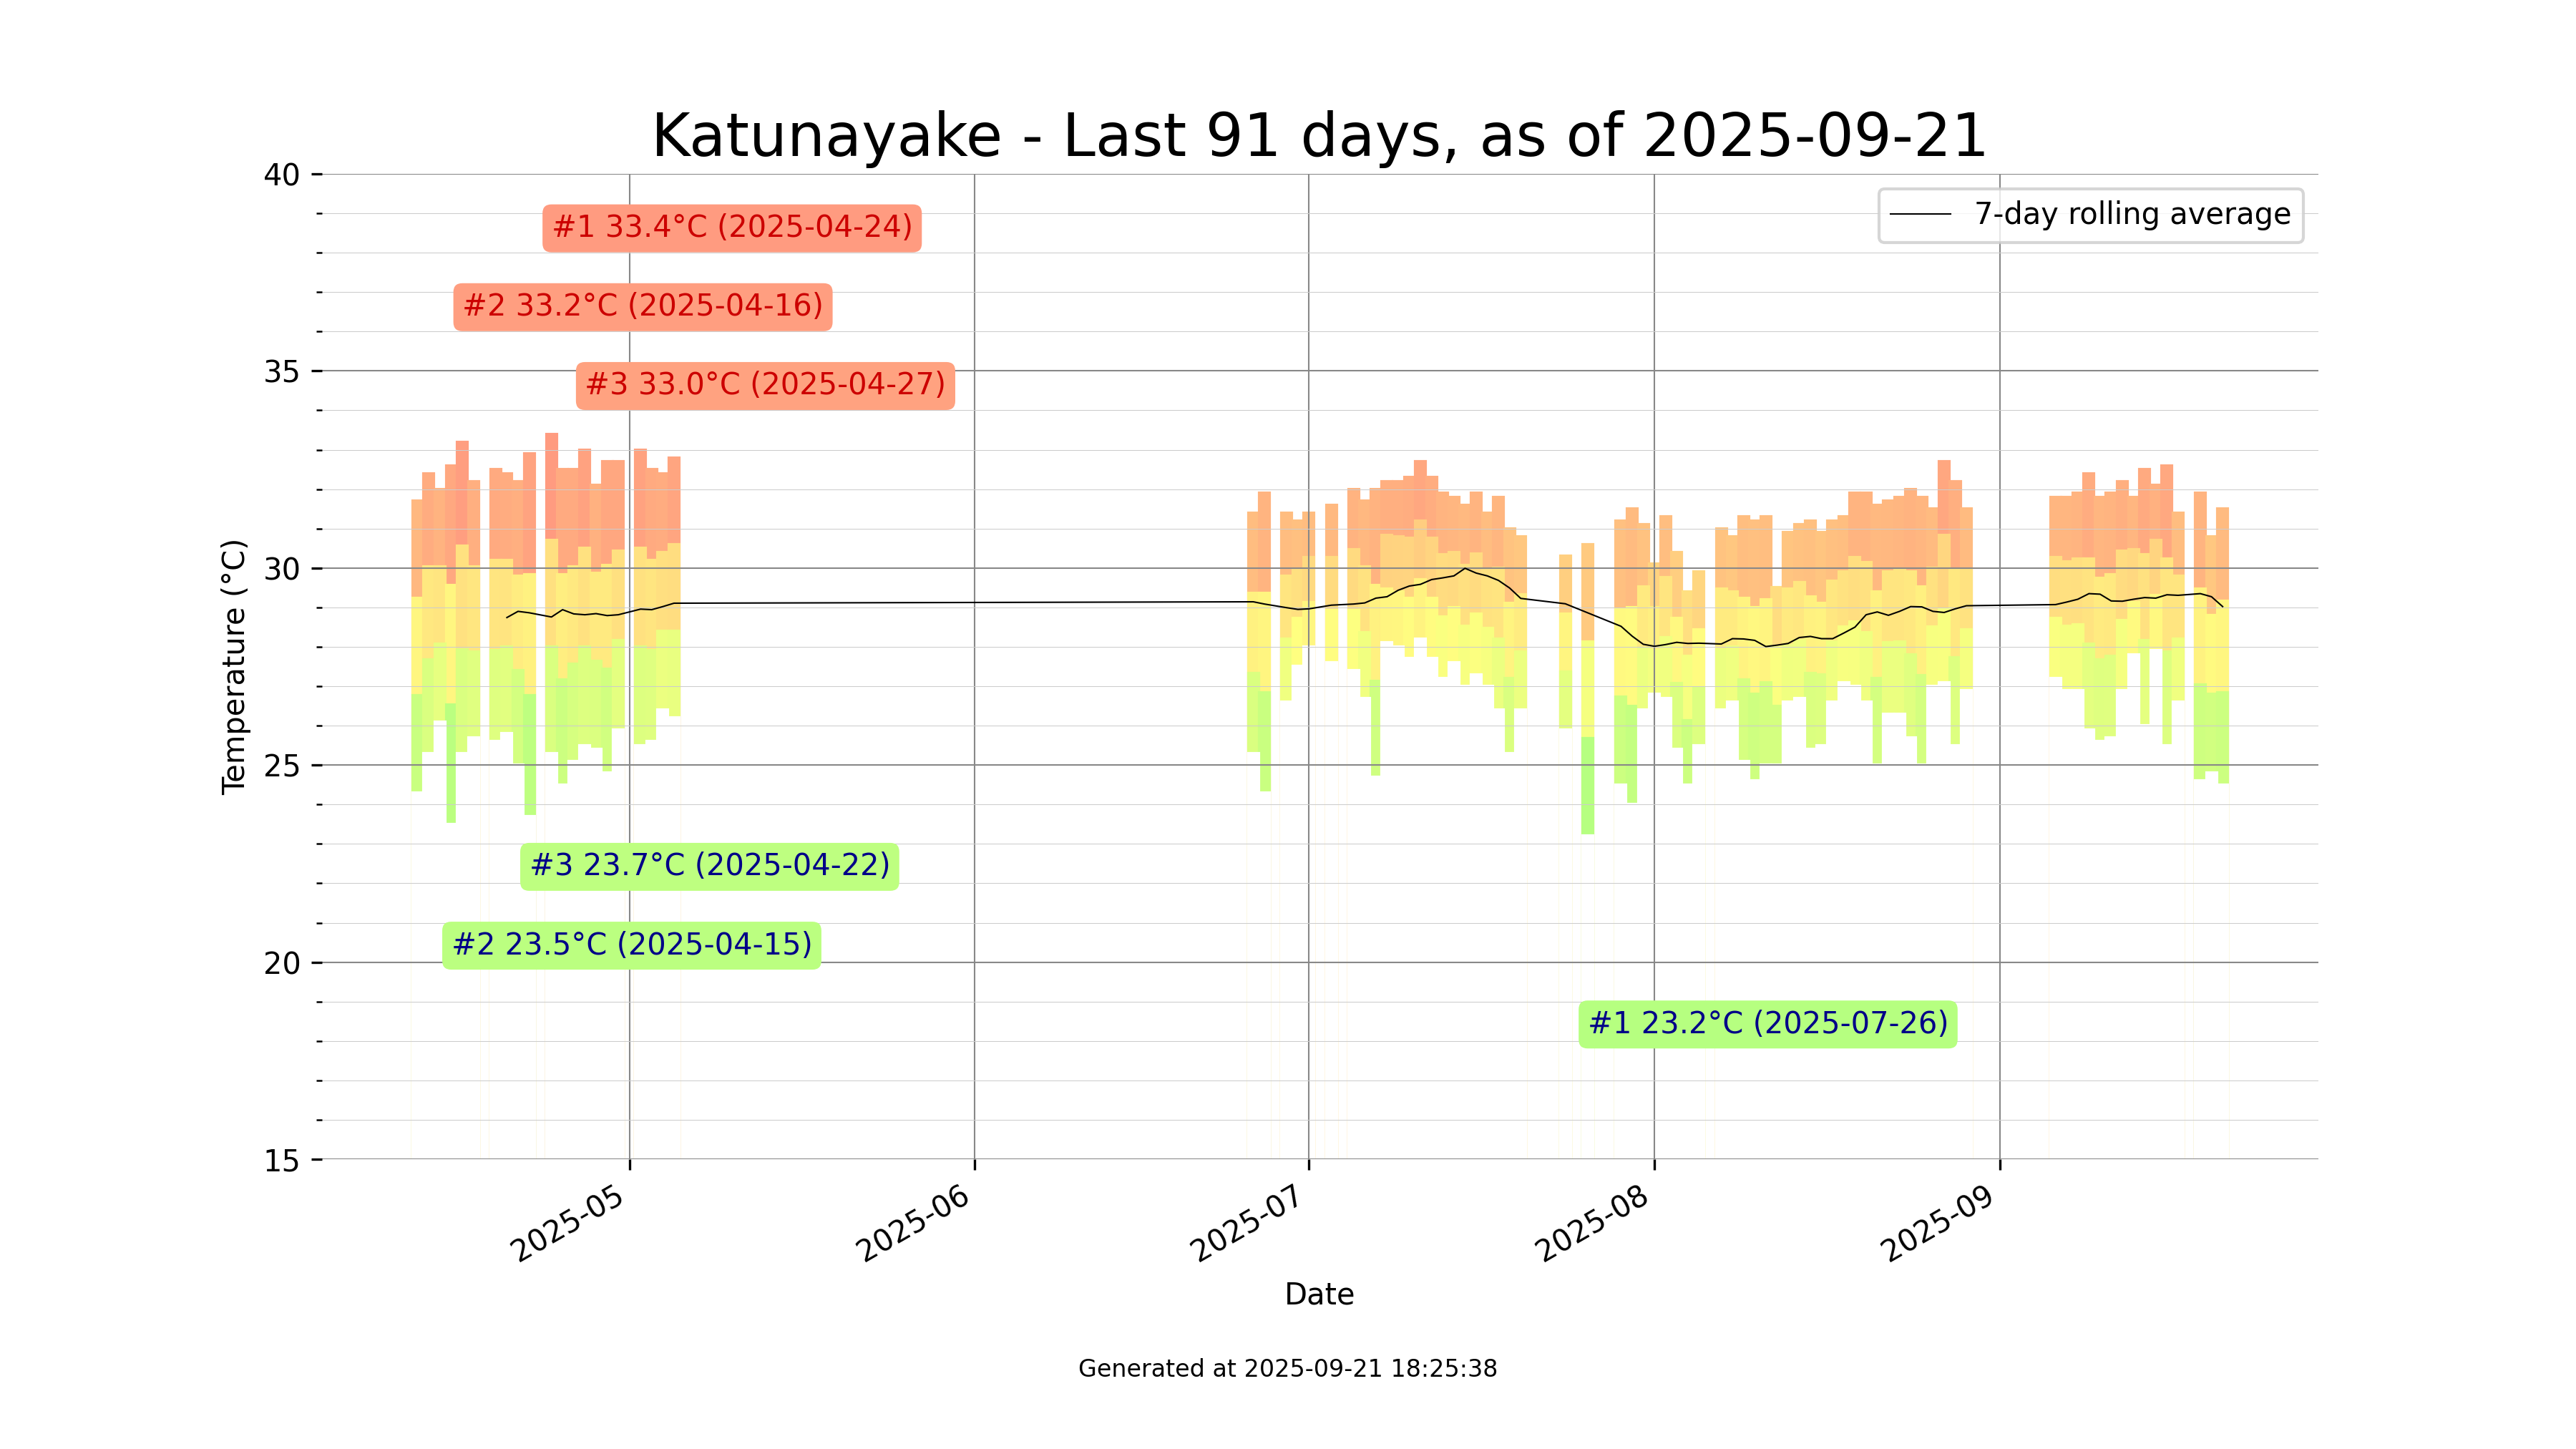 Katunayake - Last 91 days, as of 2025-09-21
40
7-day rolling average
#1 33.4°C (2025-04-24)
#2 33.2°C (2025-04-16)
35
#3 33.0°C (2025-04-27)
30
Temperature (°C)
25
#3 23.7°C (2025-04-22)
#2 23.5°C (2025-04-15)
20
#1 23.2°C (2025-07-26)
15
2025-05
2025-06
2025-07
2025-08
2025-09
Date
Generated at 2025-09-21 18:25:38